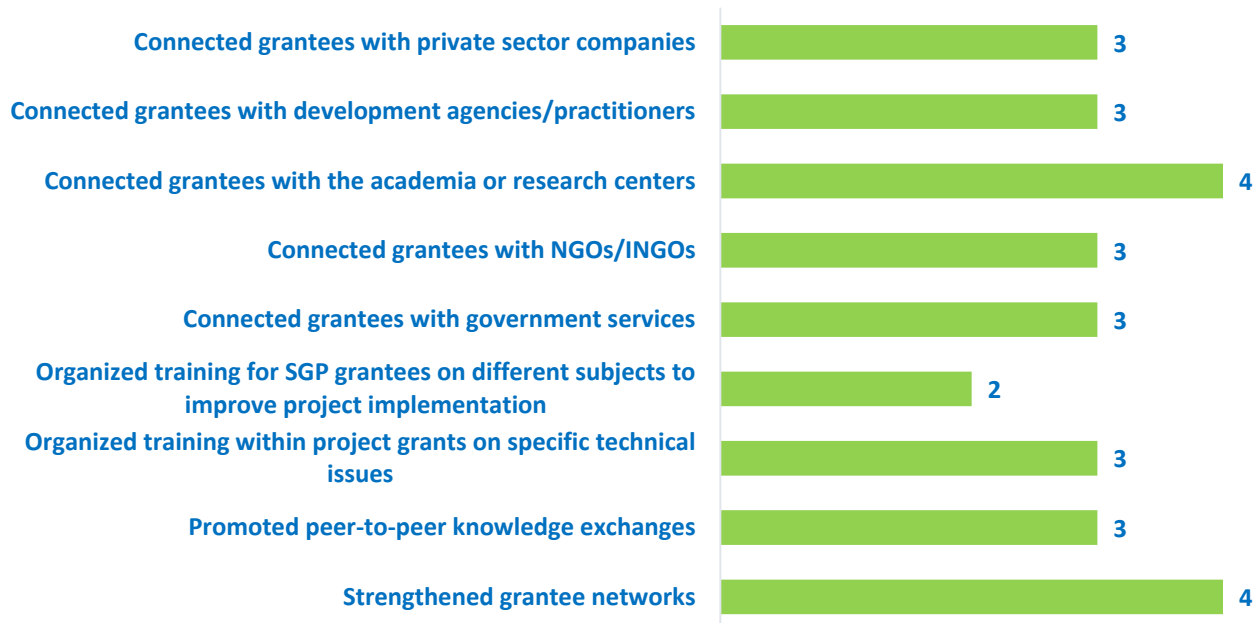 Connected grantees with private sector companies 3
Connected grantees with development agencies/practitioners 3
Connected grantees with the academia or research centers 4
Connected grantees with NGOs/INGOs 3
Connected grantees with government services 3
Organized training for SGP grantees on different subjects to
improve project implementation 2
Organized training within project grants on specific technical
issues 3
Promoted peer-to-peer knowledge exchanges 3
Strengthened grantee networks 4